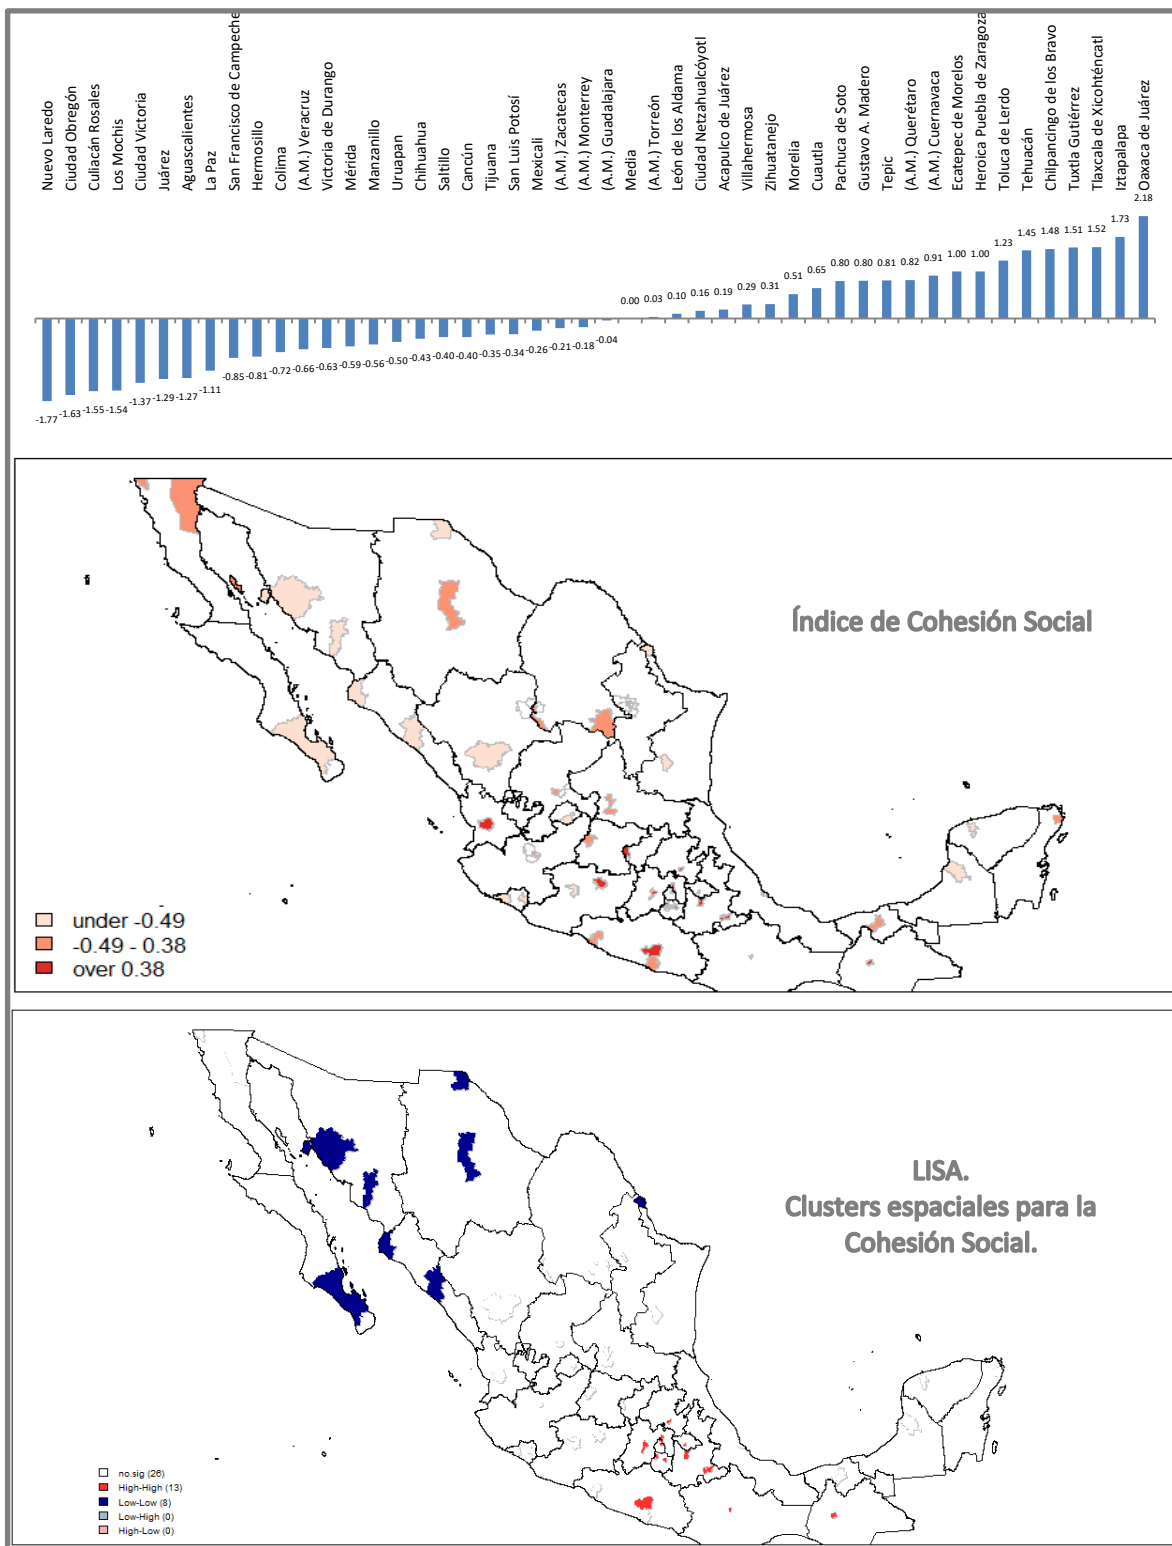 Nuevo Laredo
Ciudad Obregón
Culiacán Rosales
Los Mochis
Ciudad Victoria
Juárez
Aguascalientes
La Paz
San Francisco de Campeche
Hermosillo
Colima
(A.M.) Veracruz
Victoria de Durango
Mérida
Manzanillo
Uruapan
Chihuahua
Saltillo
Cancún
Tijuana
San Luis Potosí
Mexicali
(A.M.) Zacatecas
(A.M.) Monterrey
(A.M.) Guadalajara
Media
(A.M.) Torreón
León de los Aldama
Ciudad Netzahualcóyotl
Acapulco de Juárez
Villahermosa
Zihuatanejo
Morelia
Cuautla
Pachuca de Soto
Gustavo A. Madero
Tepic
(A.M.) Querétaro
(A.M.) Cuernavaca
Ecatepec de Morelos
Heroica Puebla de Zaragoza
Toluca de Lerdo
Tehuacán
Chilpancingo de los Bravo
Tuxtla Gutiérrez
Tlaxcala de Xicohténcatl
Iztapalapa
Oaxaca de Juárez
-1.77
-1.63
-1.55
-1.54
-1.37
-1.29
-1.27
-1.11
-0.85
-0.81
-0.72
-0.66
-0.63
-0.59
-0.56
-0.50
-0.43
-0.40
-0.40
-0.35
-0.34
-0.26
-0.21
-0.18
-0.04
0.00
0.03
0.10
0.16
0.19
0.29
0.31
0.51
0.65
0.80
0.80
0.81
0.82
0.91
1.00
1.00
1.23
1.45
1.48
1.51
1.52
1.73
2.18
Índice de Cohesión Social
under -0.49
-0.49 - 0.38
over 0.38
LISA.
Clusters espaciales para la
Cohesión Social.
no.sig (26)
High-High (13)
Low-Low (8)
Low-High (0)
High-Low (0)